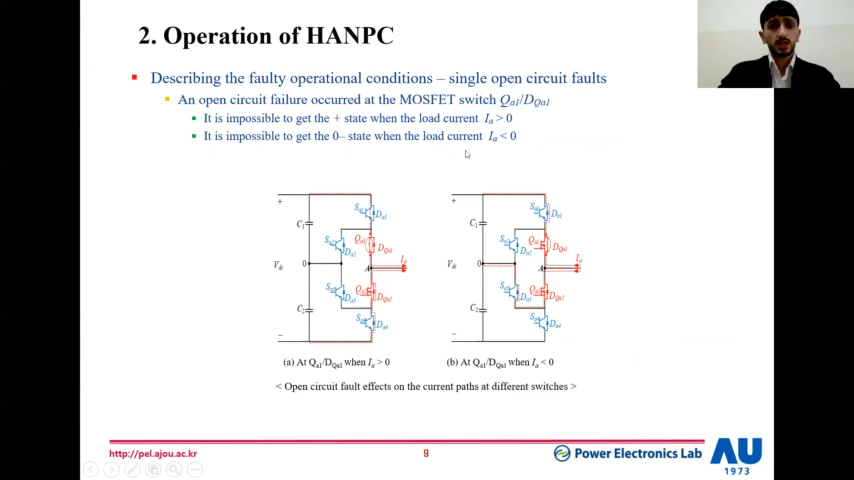 2. Operation of HANPC
Describing the faulty operational conditions – single open circuit faults
An open circuit failure occurred at the MOSFET switch Qa1/DQa1
It is impossible to get the + state when the load current Ia > 0
It is impossible to get the 0– state when the load current Ia < 0
+
C1
Vdc
0
C2
–
Sa1
Da1
Sa2
Da2
Qa1
DQa1
Ia
A
Da3
Qa2
DQa2
Sa4
Da4
+
C1
Vdc
0
C2
–
Da1
Da2
Qa1
DQa1
Ia
A
Da3
Qa2
DQa2
Sa4
Da4
(a) At Qa1/DQa1 when Ia > 0
(b) At Qa1/DQa1 when Ia < 0
< Open circuit fault effects on the current paths at different switches >
http://pel.ajou.ac.kr
9
Power Electronics Lab
AU
1973